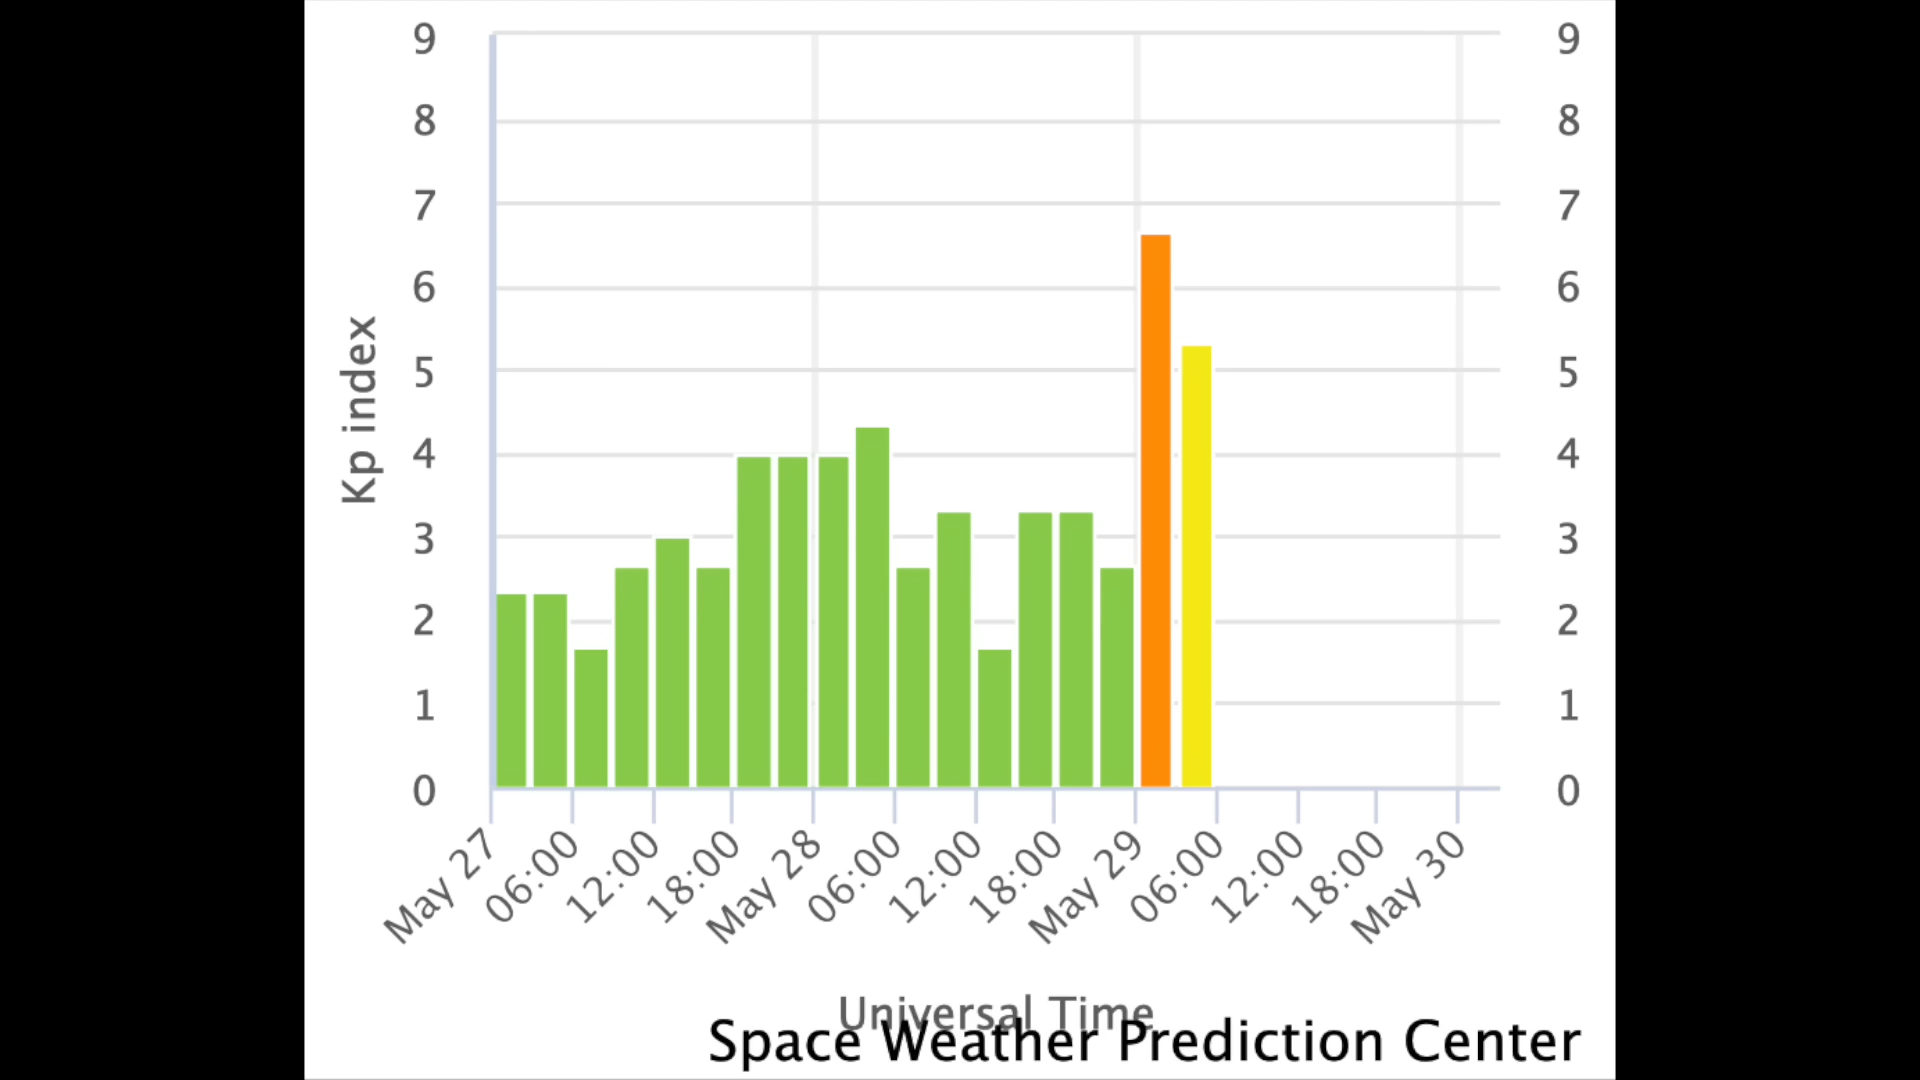 9 9
8 8
7 7
6 6
5 5
4 4
3 3
2 2
1 1
0 0
Kp index
May 27 06:00 12:00 18:00 May 28 06:00 12:00 18:00 May 29 06:00 12:00 18:00 May 30
Universal Time
Space Weather Prediction Center